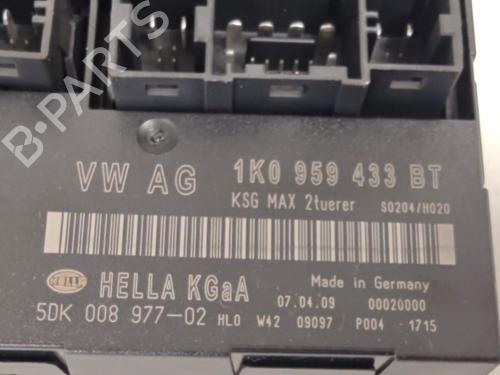 B-PARTS
VW AG 1K0 959 433 BT
KSG MAX 2tuerer S0204/H020
HELLA HELLA KGaA Made in Germany
07.04.09 00020000
5DK 008 977-02 HL0 W42 09097 P004 1715